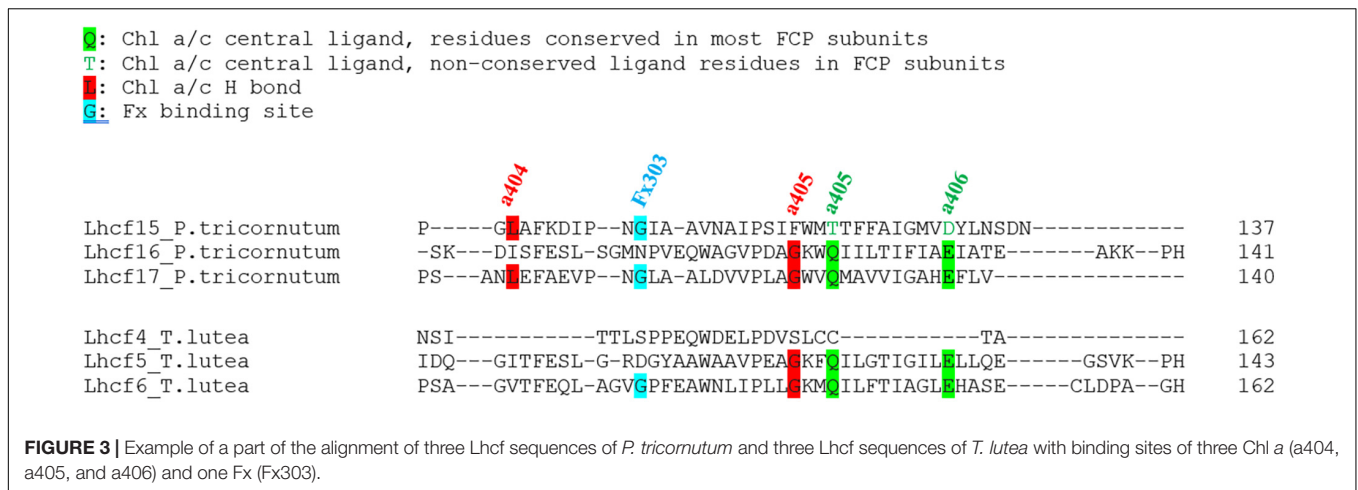 Q: Chl a/c central ligand, residues conserved in most FCP subunits
T: Chl a/c central ligand, non-conserved ligand residues in FCP subunits
L: Chl a/c H bond
G: Fx binding site
a404 Fx303 a405 a405 a406
Lhcf15_P.tricornutum P-----GLAFKDIP--NGIA-AVNAIPSIFWMTTFFAIGMVDYLNSDN------------ 137
Lhcf16_P.tricornutum -SK---DISFESL-SGMNPVEQWAGVPDAGKWQIILTIFIAEIATE-------AKK--PH 141
Lhcf17_P.tricornutum PS---ANLEFAEVP--NGLA-ALDVVPLAGWVQMAVVIGAHEFLV--------------- 140
Lhcf4_T.lutea NSI-----------TTLSPPEQWDELPDVSLCC-----------TA-------------- 162
Lhcf5_T.lutea IDQ---GITFESL-G-RDGYAAWAAVPEAGKFQILGTIGILELLQE------GSVK--PH 143
Lhcf6_T.lutea PSA---GVTFEQL-AGVGPFEAWNLIPLLGKMQILFTIAGLEHASE-----CLDPA--GH 162
FIGURE 3 | Example of a part of the alignment of three Lhcf sequences of P. tricornutum and three Lhcf sequences of T. lutea with binding sites of three Chl a (a404,
a405, and a406) and one Fx (Fx303).